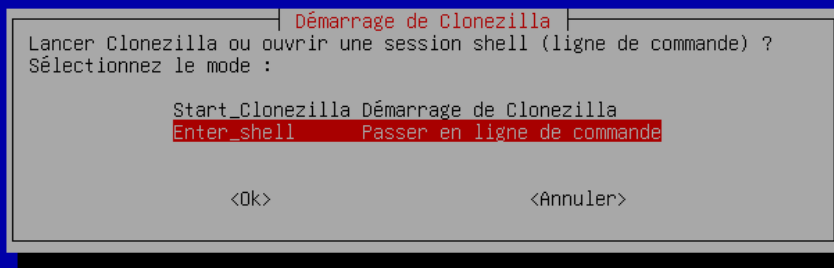 Démarrage de Clonezilla
Lancer Clonezilla ou ouvrir une session shell (ligne de commande) ?
Sélectionnez le mode :
Start_Clonezilla Démarrage de Clonezilla
Enter_shell Passer en ligne de commande
<Ok> <Annuler>